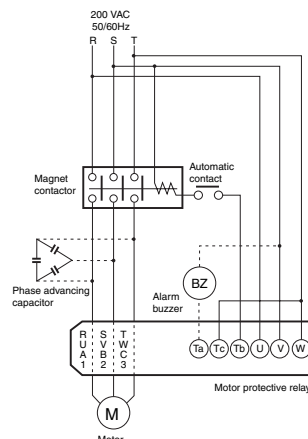 200 VAC
50/60Hz
R S T
Automatic
contact
Magnet
contactor
BZ
Phase advancing
capacitor
Alarm
buzzer
R S T
U V W
A B C
1 2 3
Ta Tc Tb U V W
Motor protective relay
M
Motor